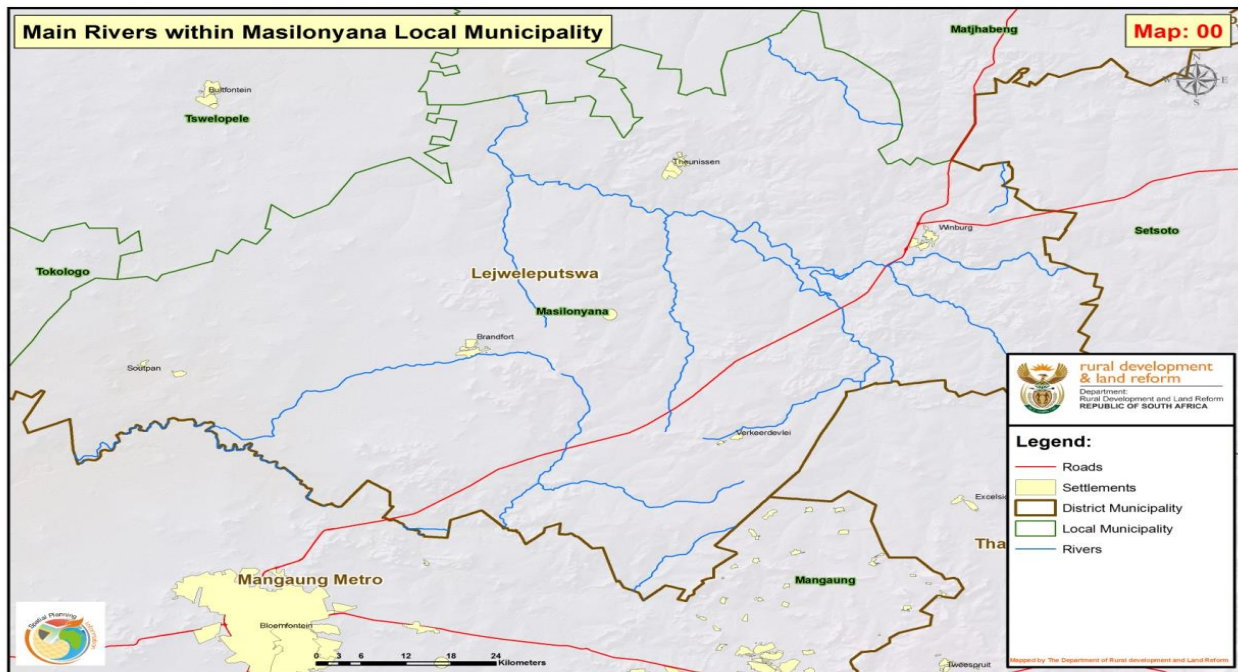 Main Rivers within Masilonyana Local Municipality
Map: 00
Matjhabeng
N
W E
S
Bultfontein
Tswelopele
Theunissen
Winburg
Setsoto
Tokologo
Lejweleputswa
Masilonyana
Brandfort
Soutpan
Verkeerdevlei
rural development
& land reform
Department:
Rural Development and Land Reform
REPUBLIC OF SOUTH AFRICA
Legend:
Roads
Settlements
District Municipality
Local Municipality
Rivers
Excelsio
Tha
Mangaung Metro
Mangaung
Bloemfontein
Spatial Planning Information
0 3 6 12 18 24
Kilometers
Tweespruit
Mapped by The Department of Rural development and Land Reform